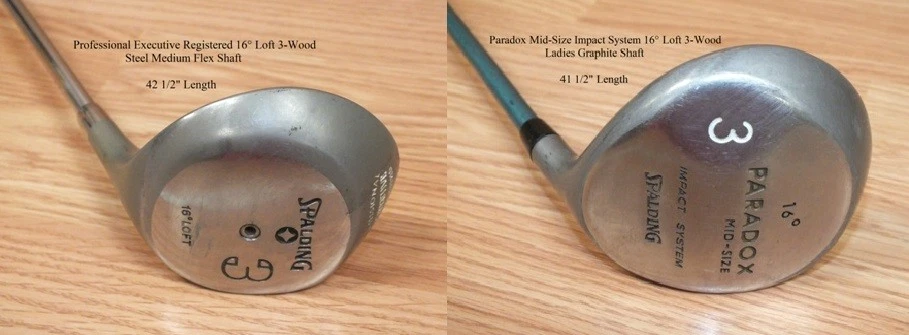 Professional Executive Registered 16° Loft 3-Wood
Steel Medium Flex Shaft
42 1/2" Length
16° LOFT
3
SPALDING
Paradox Mid-Size Impact System 16° Loft 3-Wood
Ladies Graphite Shaft
41 1/2" Length
3
16°
PARADOX
MID-SIZE
IMPACT SYSTEM
SPALDING